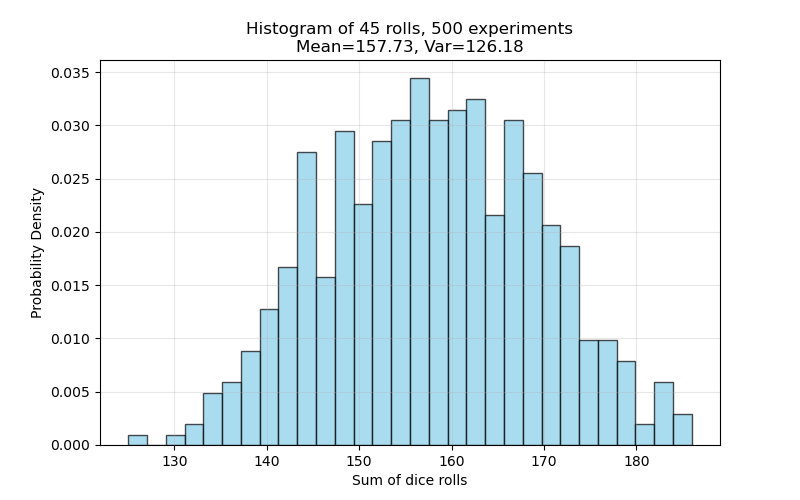 Histogram of 45 rolls, 500 experiments
Mean=157.73, Var=126.18
Probability Density
0.035
0.030
0.025
0.020
0.015
0.010
0.005
0.000
130 140 150 160 170 180
Sum of dice rolls